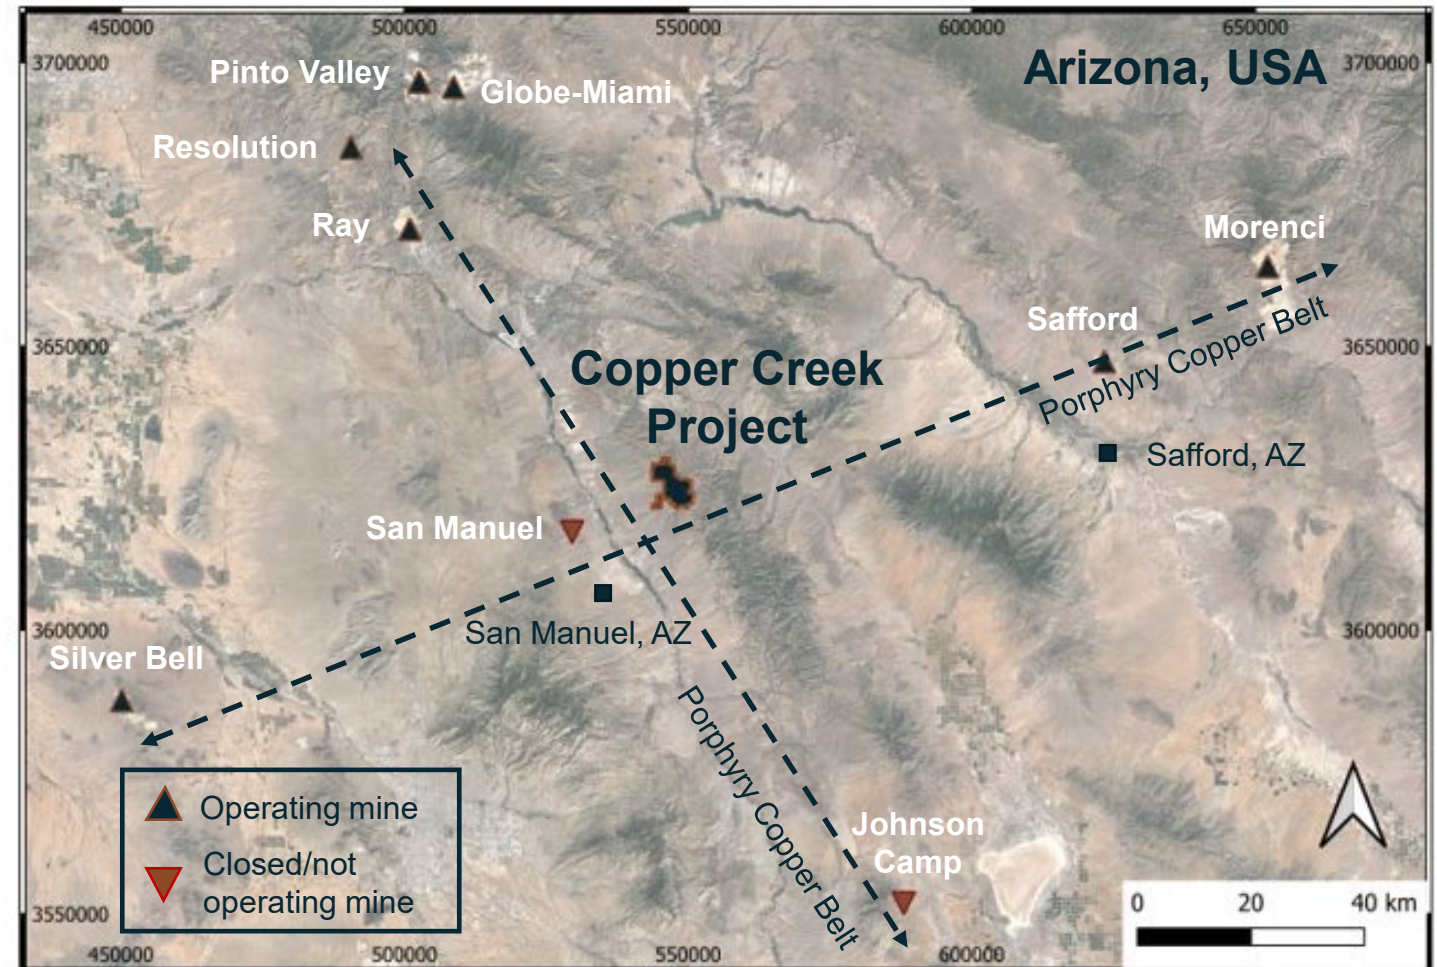 450000
500000
550000
600000
650000
3700000
Arizona, USA
3700000
Pinto Valley
Globe-Miami
Resolution
Ray
Morenci
Safford
3650000
3650000
Porphyry Copper Belt
Copper Creek
Project
Safford, AZ
San Manuel
San Manuel, AZ
3600000
3600000
Silver Bell
Porphyry Copper Belt
Operating mine
Closed/not
operating mine
Johnson
Camp
0
20
40 km
3550000
450000
500000
550000
600000